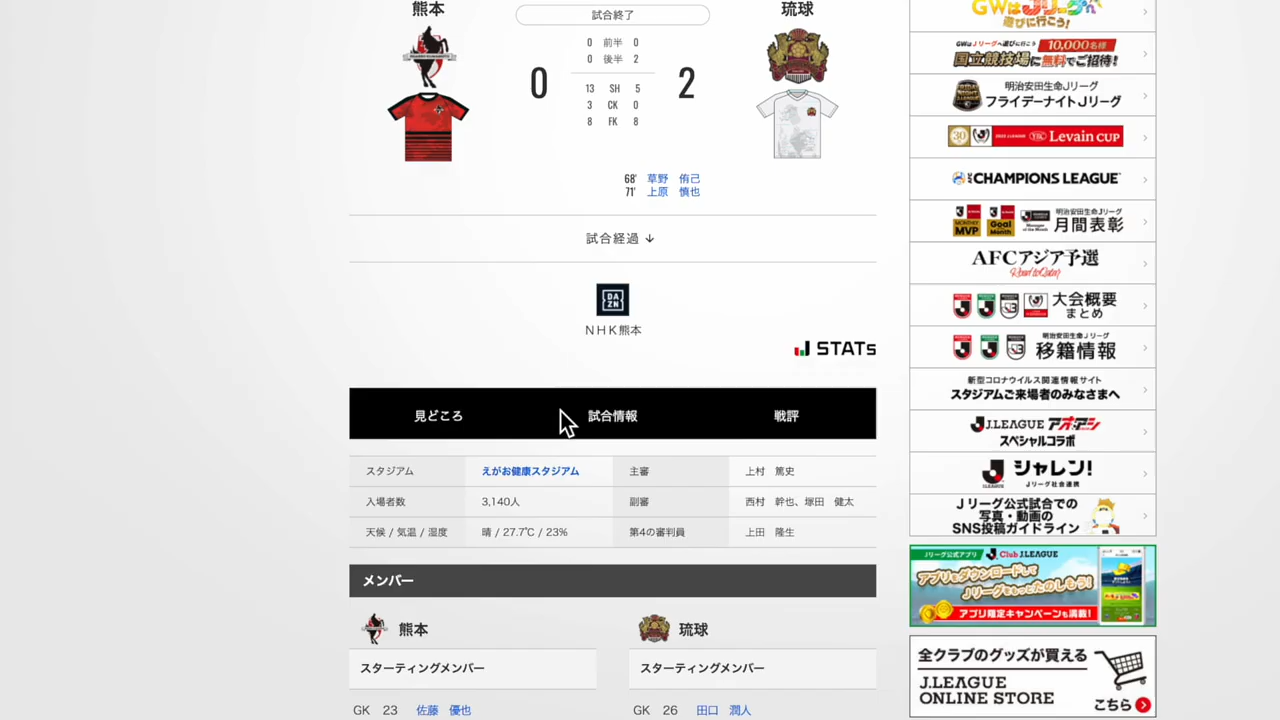 熊本
試合終了
琉球
0 前半 0
0 後半 2
0
2
13 SH 5
3 CK 0
8 FK 8
68' 草野 侑己
71' 上原 慎也
試合経過 ↓
DAZN
NHK熊本
STATs
見どころ
試合情報
戦評
スタジアム えがお健康スタジアム 主審 上村 篤史
入場者数 3,140人 副審 西村 幹也、塚田 健太
天候 / 気温 / 湿度 晴 / 27.7℃ / 23% 第4の審判員 上田 隆生
メンバー
熊本
琉球
スターティングメンバー
スターティングメンバー
GK 23 佐藤 優也
GK 26 田口 潤人
GWはJリーグへ
遊びに行こう!
GWはJリーグへ遊びに行こう! 10,000名様
国立競技場に無料でご招待!
明治安田生命Jリーグ
フライデーナイトJリーグ
30
YBC Levain CUP
AFC CHAMPIONS LEAGUE
MONTHLY MVP
Goal Month
明治安田生命Jリーグ
月間表彰
AFCアジア予選
Road to Qatar
大会概要
まとめ
明治安田生命Jリーグ
移籍情報
新型コロナウイルス関連情報サイト
スタジアムご来場者のみなさまへ
J.LEAGUE アオアシ
スペシャルコラボ
シャレン!
Jリーグ社会連携
Jリーグ公式試合での
写真・動画の
SNS投稿ガイドライン
Jリーグ公式アプリ Club J.LEAGUE
アプリをダウンロードして
Jリーグをもっとたのしもう!
アプリ限定キャンペーンも満載!
全クラブのグッズが買える
J.LEAGUE
ONLINE STORE
こちら